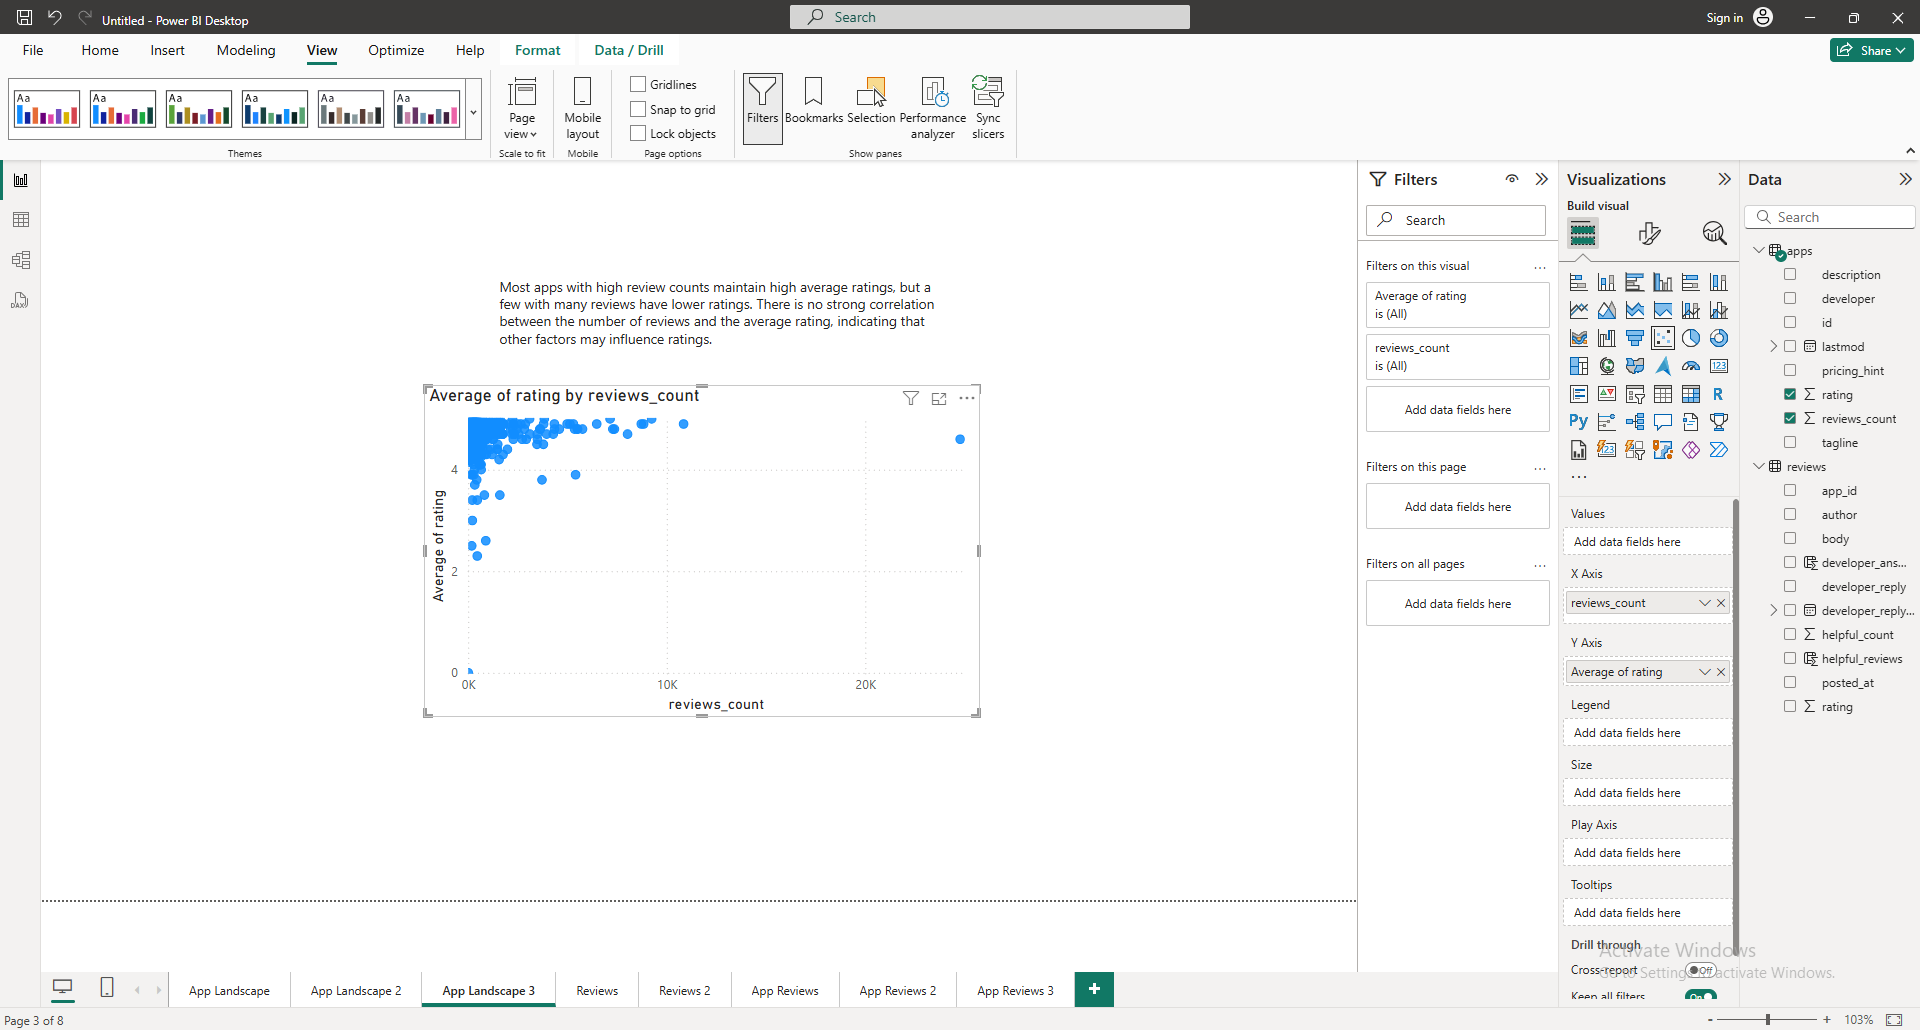 Untitled - Power BI Desktop
Search
Sign in
File
Home
Insert
Modeling
View
Optimize
Help
Format
Data / Drill
Share
Aa
Aa
Aa
Aa
Aa
Aa
Themes
Page view
Scale to fit
Mobile layout
Mobile
Gridlines
Snap to grid
Lock objects
Page options
Filters
Bookmarks
Selection
Performance analyzer
Sync slicers
Show panes
Most apps with high review counts maintain high average ratings, but a
few with many reviews have lower ratings. There is no strong correlation
between the number of reviews and the average rating, indicating that
other factors may influence ratings.
Average of rating by reviews_count
Average of rating
4
2
0
0K
10K
20K
reviews_count
Filters
Search
Filters on this visual
...
Average of rating
is (All)
reviews_count
is (All)
Add data fields here
Filters on this page
...
Add data fields here
Filters on all pages
...
Add data fields here
Visualizations
Build visual
123
R
Py
123
...
Values
Add data fields here
X Axis
reviews_count
Y Axis
Average of rating
Legend
Add data fields here
Size
Add data fields here
Play Axis
Add data fields here
Tooltips
Add data fields here
Drill through
Cross-report
Off
Keep all filters
On
Data
Search
apps
description
developer
id
lastmod
pricing_hint
rating
reviews_count
tagline
reviews
app_id
author
body
developer_ans...
developer_reply
developer_reply...
helpful_count
helpful_reviews
posted_at
rating
Activate Windows
Go to Settings to activate Windows.
DAX
App Landscape
App Landscape 2
App Landscape 3
Reviews
Reviews 2
App Reviews
App Reviews 2
App Reviews 3
+
Page 3 of 8
-
+
103%